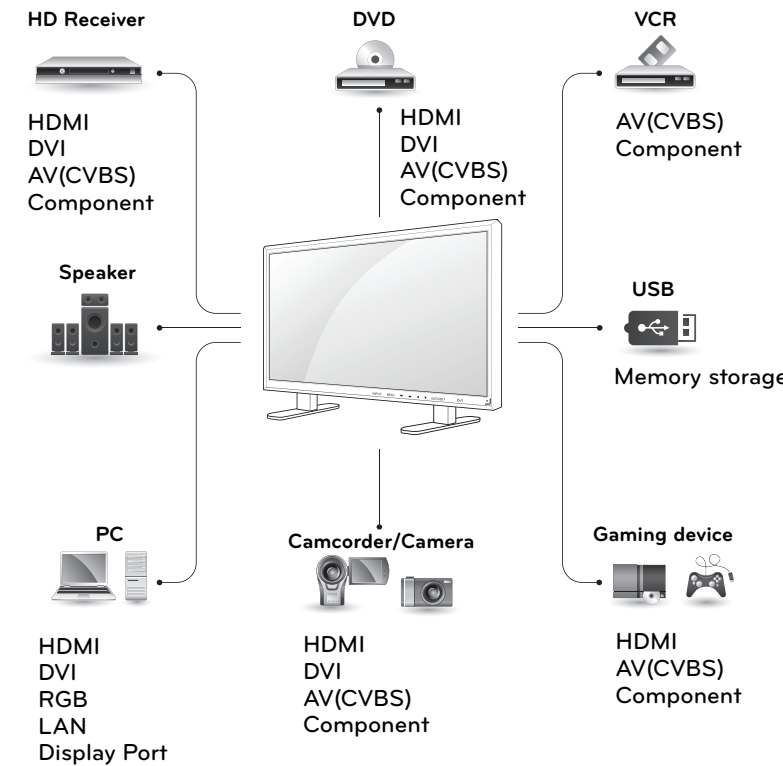 HD Receiver
HDMI
DVI
AV(CVBS)
Component
DVD
HDMI
DVI
AV(CVBS)
Component
VCR
AV(CVBS)
Component
Speaker
USB
Memory storage
INPUT MENU
PC
HDMI
DVI
RGB
LAN
Display Port
Camcorder/Camera
HDMI
DVI
AV(CVBS)
Component
Gaming device
HDMI
AV(CVBS)
Component